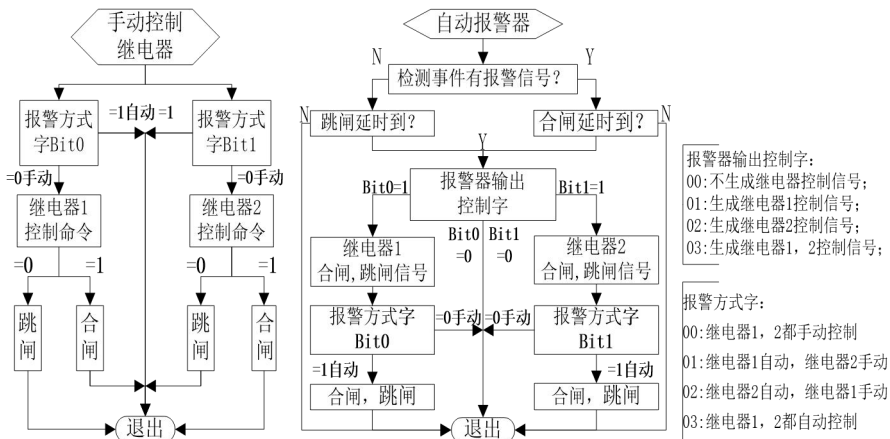 手动控制
继电器
报警方式
字Bit0
=1自动=1
报警方式
字Bit1
=0手动
=0手动
继电器1
控制命令
继电器2
控制命令
=0
=1
=0
=1
跳闸
合闸
跳闸
合闸
退出
自动报警器
N
Y
检测事件有报警信号？
N
跳闸延时到？
合闸延时到？
N
Y
Bit0=1
报警器输出
控制字
Bit1=1
继电器1
合闸,跳闸信号
Bit0
=0
Bit1
=0
继电器2
合闸,跳闸信号
报警方式字
Bit0
=0手动
=0手动
报警方式字
Bit1
=1自动
=1自动
合闸，跳闸
合闸，跳闸
退出
报警器输出控制字：
00:不生成继电器控制信号；
01:生成继电器1控制信号；
02:生成继电器2控制信号；
03:生成继电器1，2控制信号；
报警方式字：
00:继电器1，2都手动控制
01:继电器1自动，继电器2手动
02:继电器2自动，继电器1手动
03:继电器1，2都自动控制